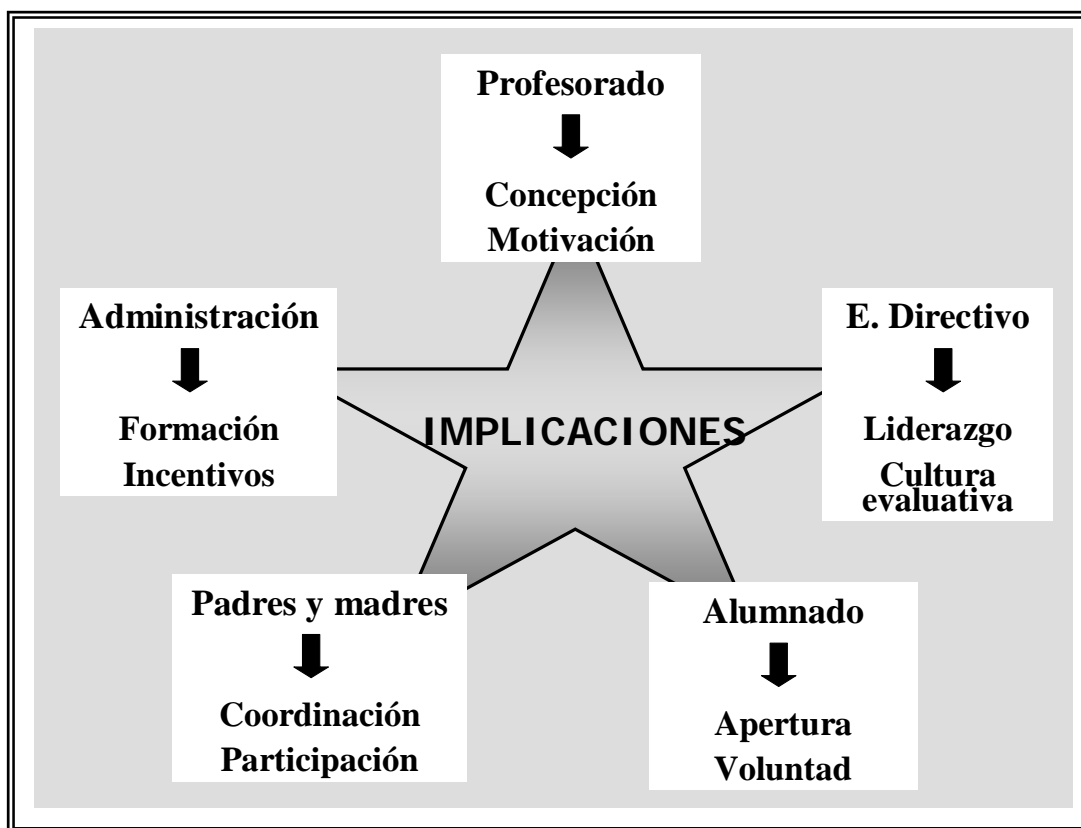 Profesorado
Concepción
Motivación
Administración
Formación
Incentivos
E. Directivo
Liderazgo
Cultura
evaluativa
IMPLICACIONES
Padres y madres
Coordinación
Participación
Alumnado
Apertura
Voluntad